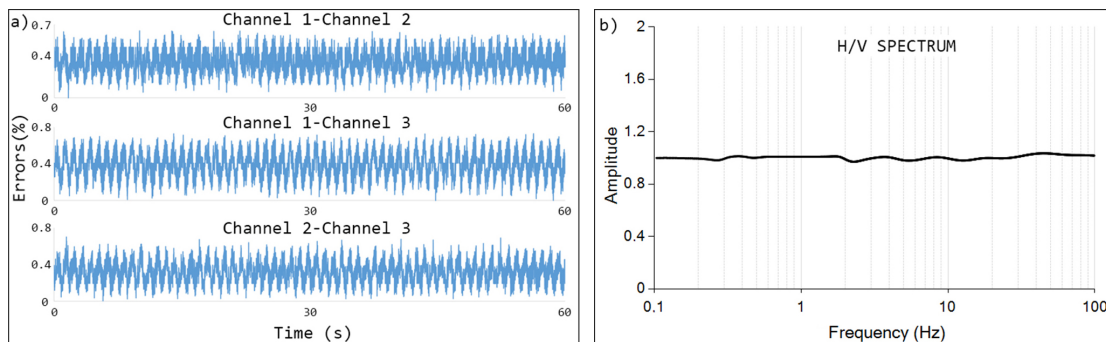 a)
Channel 1-Channel 2
0.7
0.4
0
0
30
60
Channel 1-Channel 3
0.8
0.4
0
0
30
60
Channel 2-Channel 3
0.8
0.4
0
0
30
60
Errors(%)
Time (s)
b)
H/V SPECTRUM
2
1.6
1.2
0.8
0.4
0
Amplitude
0.1
1
10
100
Frequency (Hz)